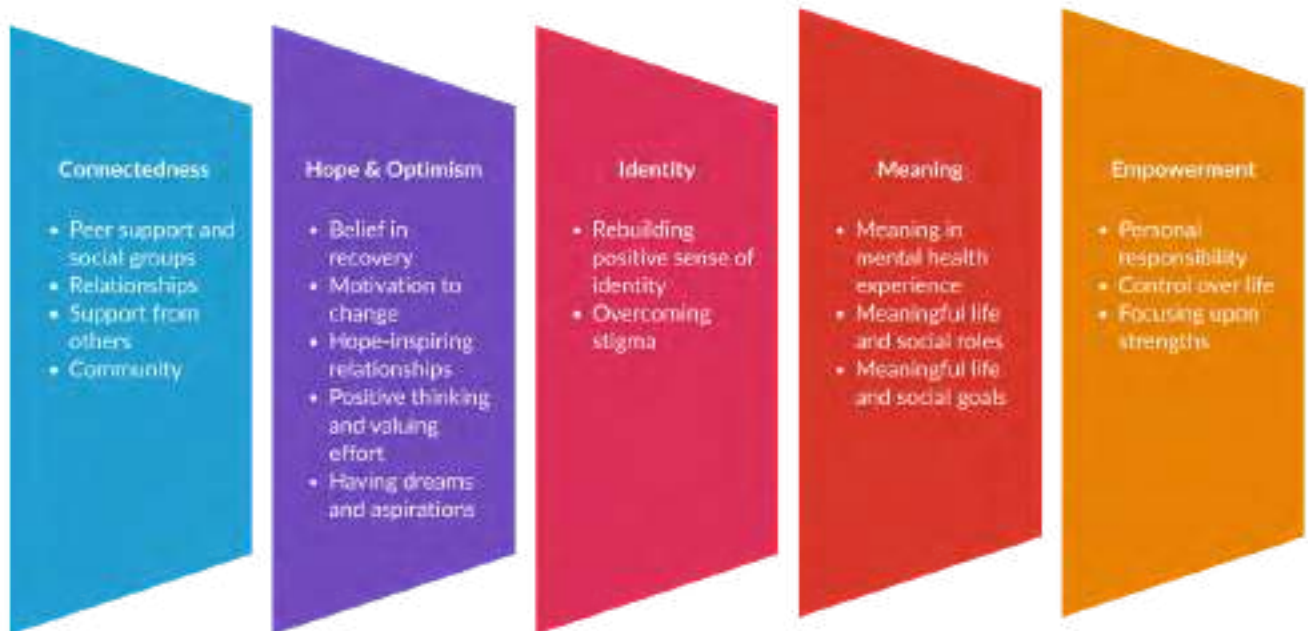 Connectedness
• Peer support and
social groups
• Relationships
• Support from
others
• Community
Hope & Optimism
• Belief in
recovery
• Motivation to
change
• Hope-inspiring
relationships
• Positive thinking
and valuing
effort
• Having dreams
and aspirations
Identity
• Rebuilding
positive sense of
identity
• Overcoming
stigma
Meaning
• Meaning in
mental health
experience
• Meaningful life
and social roles
• Meaningful life
and social goals
Empowerment
• Personal
responsibility
• Control over life
• Focusing upon
strengths